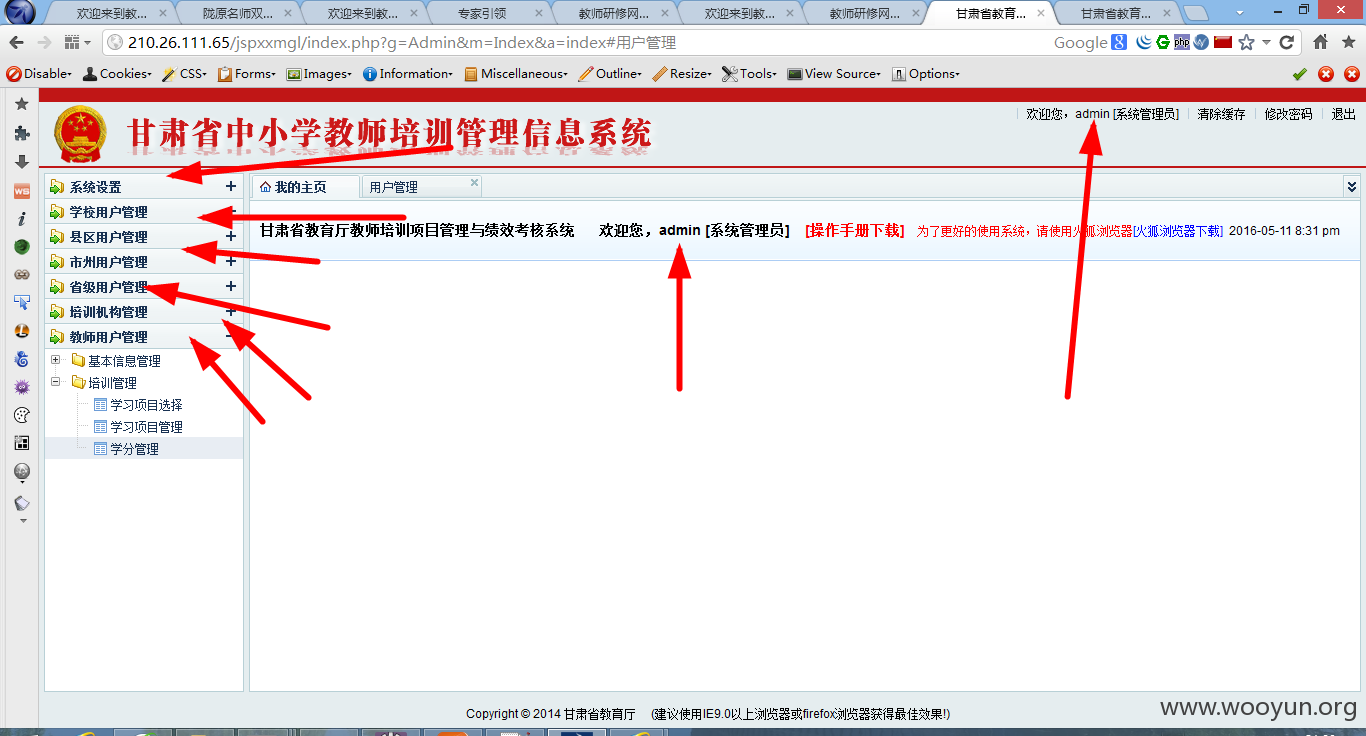 欢迎来到教...
陇原名师双...
欢迎来到教...
专家引领
教师研修网...
欢迎来到教...
教师研修网...
甘肃省教育...
甘肃省教育...
210.26.111.65/jspxxmgl/index.php?g=Admin&m=Index&a=index#用户管理
Google
Disable
Cookies
CSS
Forms
Images
Information
Miscellaneous
Outline
Resize
Tools
View Source
Options
甘肃省中小学教师培训管理信息系统
欢迎您，admin [系统管理员]
清除缓存
修改密码
退出
系统设置
学校用户管理
县区用户管理
市州用户管理
省级用户管理
培训机构管理
教师用户管理
基本信息管理
培训管理
学习项目选择
学习项目管理
学分管理
我的主页
用户管理
甘肃省教育厅教师培训项目管理与绩效考核系统 欢迎您，admin [系统管理员] [操作手册下载] 为了更好的使用系统，请使用火狐浏览器[火狐浏览器下载] 2016-05-11 8:31 pm
Copyright © 2014 甘肃省教育厅 (建议使用IE9.0以上浏览器或firefox浏览器获得最佳效果!)
www.wooyun.org